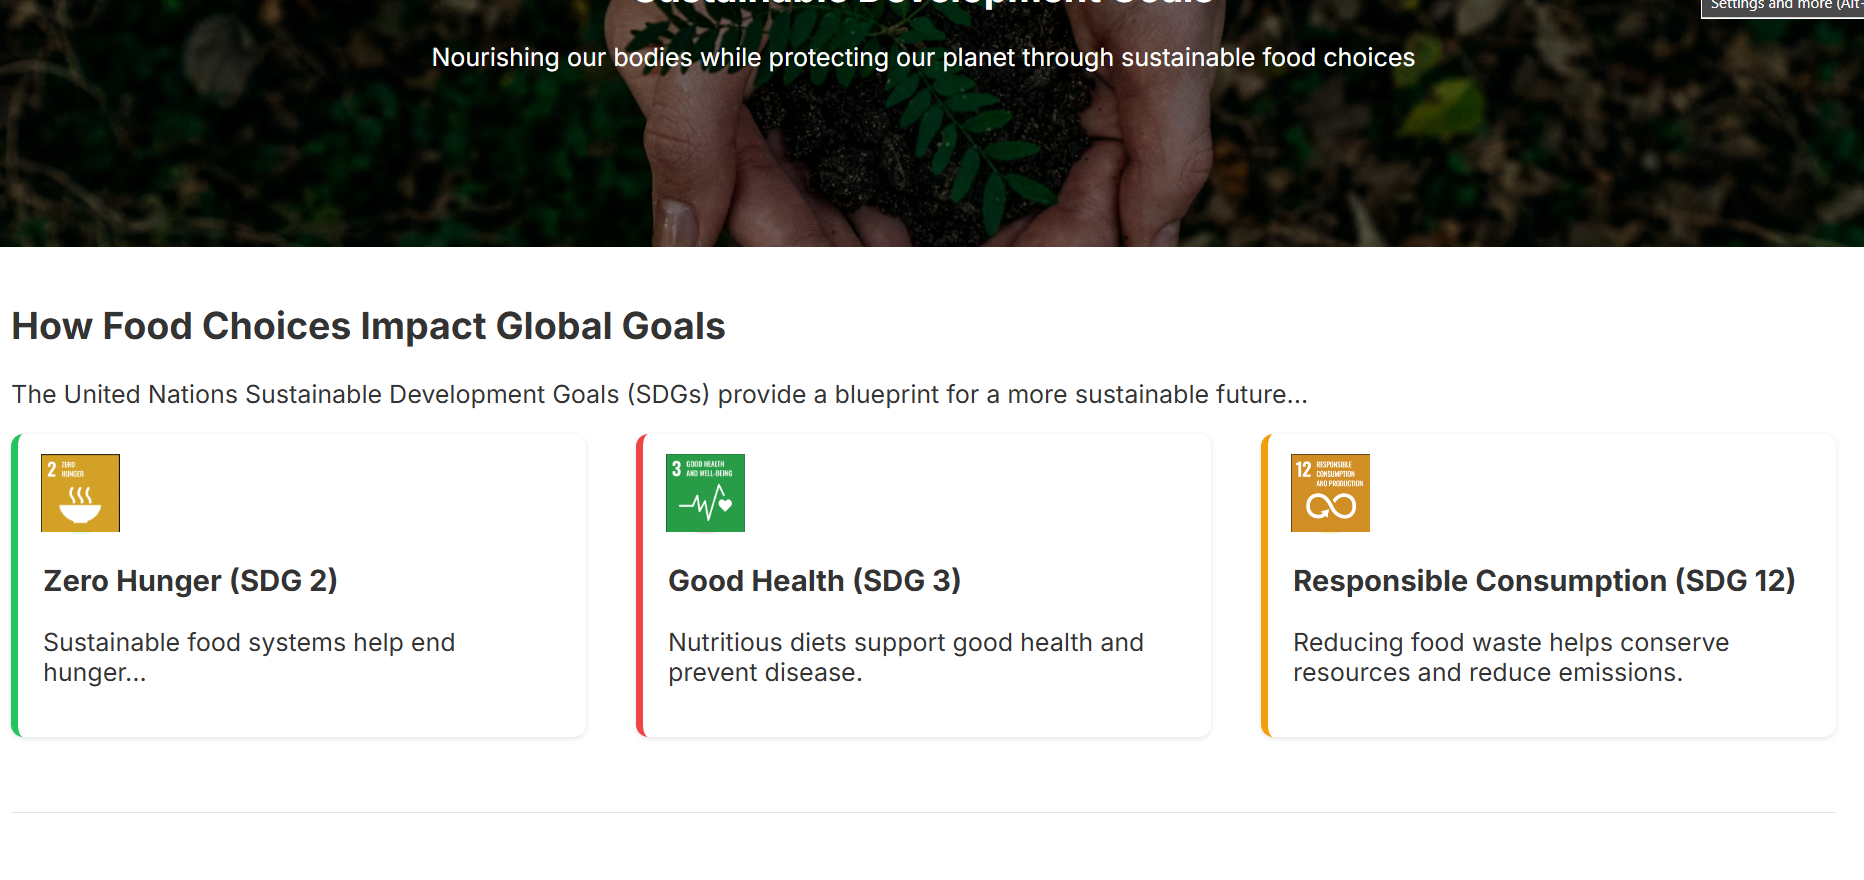 Sustainable Development Goals
Settings and more (Alt-
Nourishing our bodies while protecting our planet through sustainable food choices
How Food Choices Impact Global Goals
The United Nations Sustainable Development Goals (SDGs) provide a blueprint for a more sustainable future...
2 ZERO
HUNGER
Zero Hunger (SDG 2)
Sustainable food systems help end
hunger...
3 GOOD HEALTH
AND WELL-BEING
Good Health (SDG 3)
Nutritious diets support good health and
prevent disease.
12 RESPONSIBLE
CONSUMPTION
AND PRODUCTION
Responsible Consumption (SDG 12)
Reducing food waste helps conserve
resources and reduce emissions.